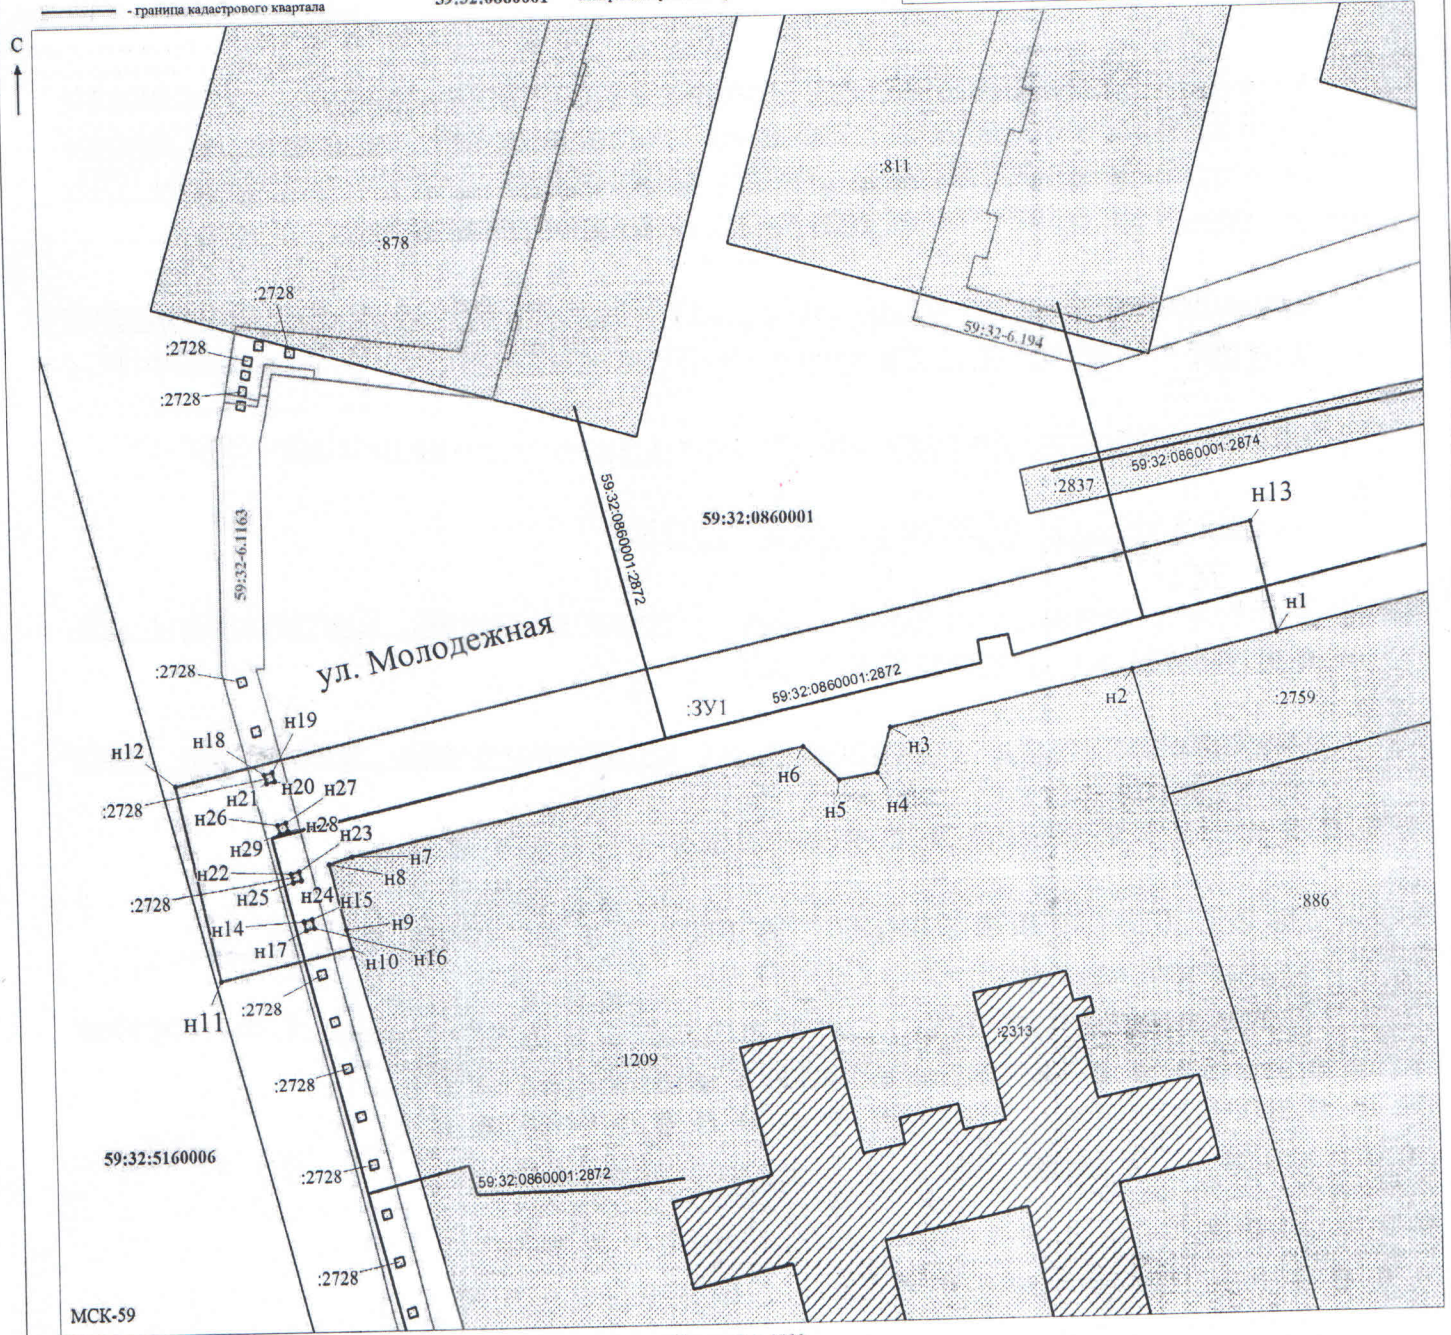 - граница кадастрового квартала
59:32:0860001
С
:811
:878
:2728
59:32-6.194
:2728
:2728
59:32:0860001:2874
:2837
н13
59:32:0860001:2872
59:32:0860001
59:32-6.1163
н1
ул. Молодежная
:2728
59:32:0860001:2872
н2
:2759
:ЗУ1
н19
н18
н12
н3
н6
н20
н27
н21
:2728
н5
н4
н26
н28
н23
н29
н7
н22
н8
н25
н24
н15
:2728
:886
н14
н9
н17
н10
н16
:2728
н11
:2313
:1209
:2728
59:32:5160006
:2728
59:32:0860001:2872
:2728
МСК-59